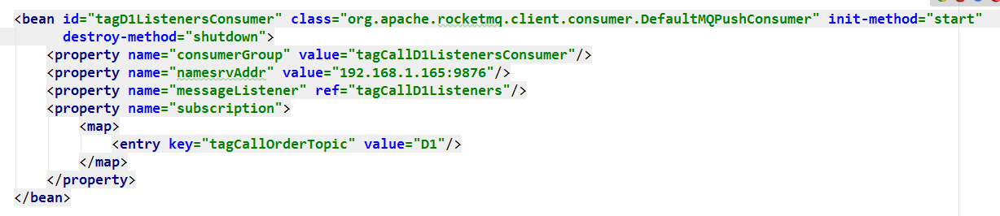 <bean id="tagD1ListenersConsumer" class="org.apache.rocketmq.client.consumer.DefaultMQPushConsumer" init-method="start"
destroy-method="shutdown">
<property name="consumerGroup" value="tagCallD1ListenersConsumer"/>
<property name="namesrvAddr" value="192.168.1.165:9876"/>
<property name="messageListener" ref="tagCallD1Listeners"/>
<property name="subscription">
<map>
<entry key="tagCallOrderTopic" value="D1"/>
</map>
</property>
</bean>